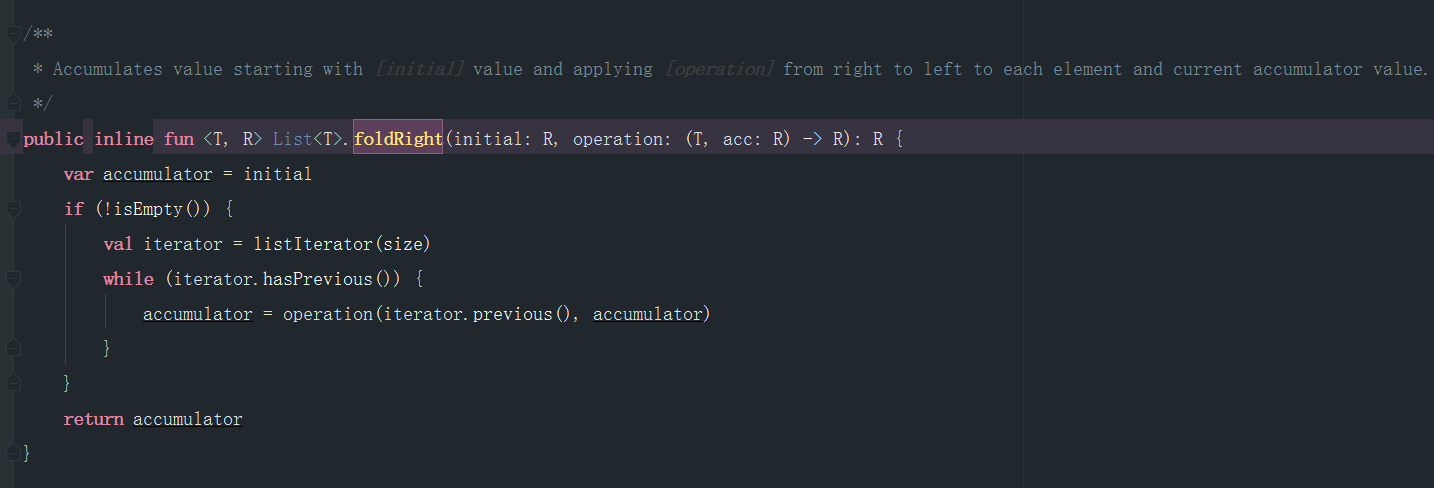 /**
 * Accumulates value starting with [initial] value and applying [operation] from right to left to each element and current accumulator value.
 */
public inline fun <T, R> List<T>.foldRight(initial: R, operation: (T, acc: R) -> R): R {
    var accumulator = initial
    if (!isEmpty()) {
        val iterator = listIterator(size)
        while (iterator.hasPrevious()) {
            accumulator = operation(iterator.previous(), accumulator)
        }
    }
    return accumulator
}